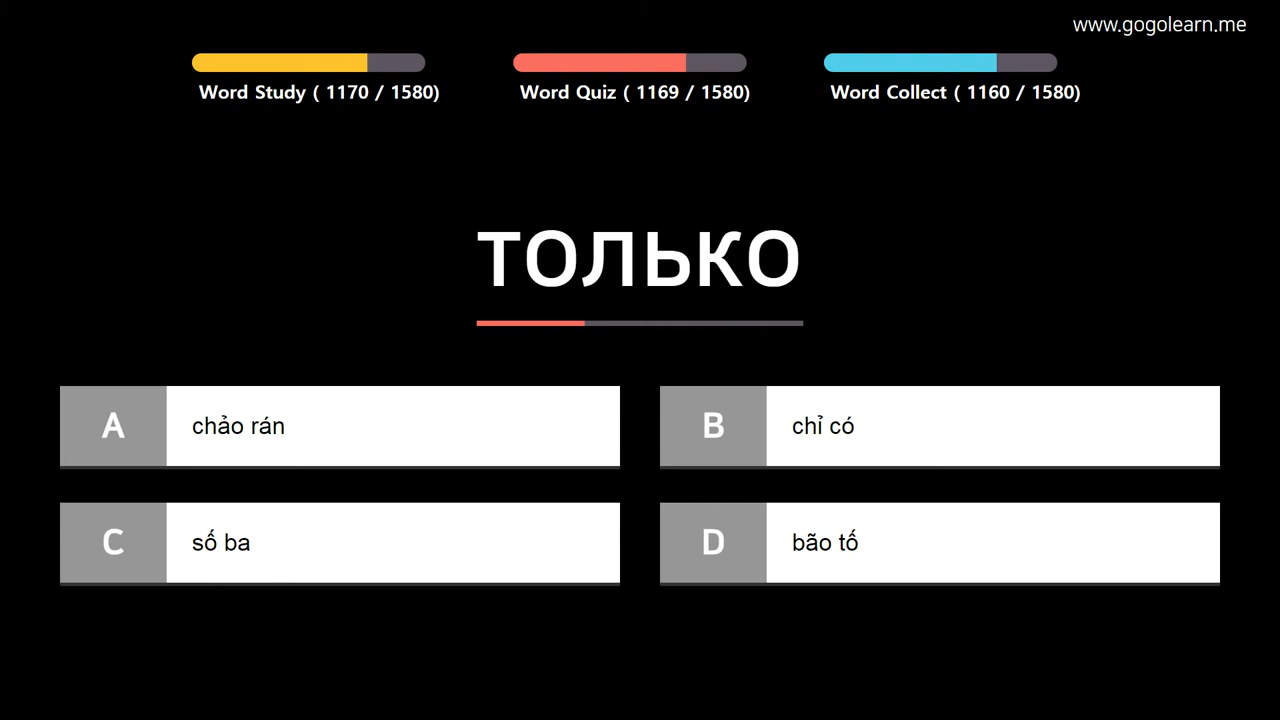 www.gogolearn.me
Word Study ( 1170 / 1580)
Word Quiz ( 1169 / 1580)
Word Collect ( 1160 / 1580)
ТОЛЬКО
A chảo rán
B chỉ có
C số ba
D bão tố